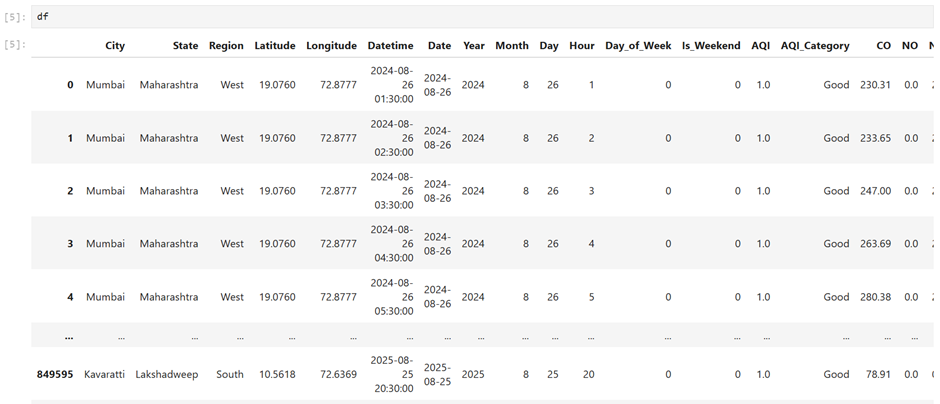 [5]: df
[5]:
City State Region Latitude Longitude Datetime Date Year Month Day Hour Day_of_Week Is_Weekend AQI AQI_Category CO NO
0 Mumbai Maharashtra West 19.0760 72.8777 2024-08-26 01:30:00 2024-08-26 2024 8 26 1 0 0 1.0 Good 230.31 0.0
1 Mumbai Maharashtra West 19.0760 72.8777 2024-08-26 02:30:00 2024-08-26 2024 8 26 2 0 0 1.0 Good 233.65 0.0
2 Mumbai Maharashtra West 19.0760 72.8777 2024-08-26 03:30:00 2024-08-26 2024 8 26 3 0 0 1.0 Good 247.00 0.0
3 Mumbai Maharashtra West 19.0760 72.8777 2024-08-26 04:30:00 2024-08-26 2024 8 26 4 0 0 1.0 Good 263.69 0.0
4 Mumbai Maharashtra West 19.0760 72.8777 2024-08-26 05:30:00 2024-08-26 2024 8 26 5 0 0 1.0 Good 280.38 0.0
... ... ... ... ... ... ... ... ... ... ... ... ... ... ... ... ... ...
849595 Kavaratti Lakshadweep South 10.5618 72.6369 2025-08-25 20:30:00 2025-08-25 2025 8 25 20 0 0 1.0 Good 78.91 0.0